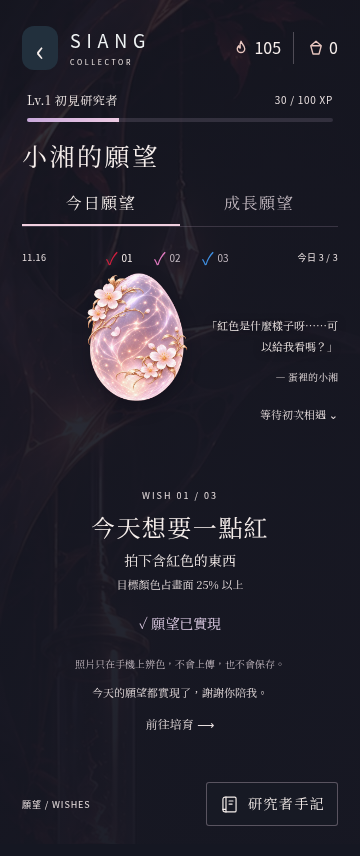 SIANG
COLLECTOR
105
0
Lv.1 初見研究者
30 / 100 XP
小湘的願望
今日願望
成長願望
11.16
✓ 01
✓ 02
✓ 03
今日 3 / 3
「紅色是什麼樣子呀……可
以給我看嗎？」
— 蛋裡的小湘
等待初次相遇 ⌄
WISH 01 / 03
今天想要一點紅
拍下含紅色的東西
目標顏色占畫面 25% 以上
✓ 願望已實現
照片只在手機上辨色，不會上傳，也不會保存。
今天的願望都實現了，謝謝你陪我。
前往培育 ⟶
願望 / WISHES
研究者手記